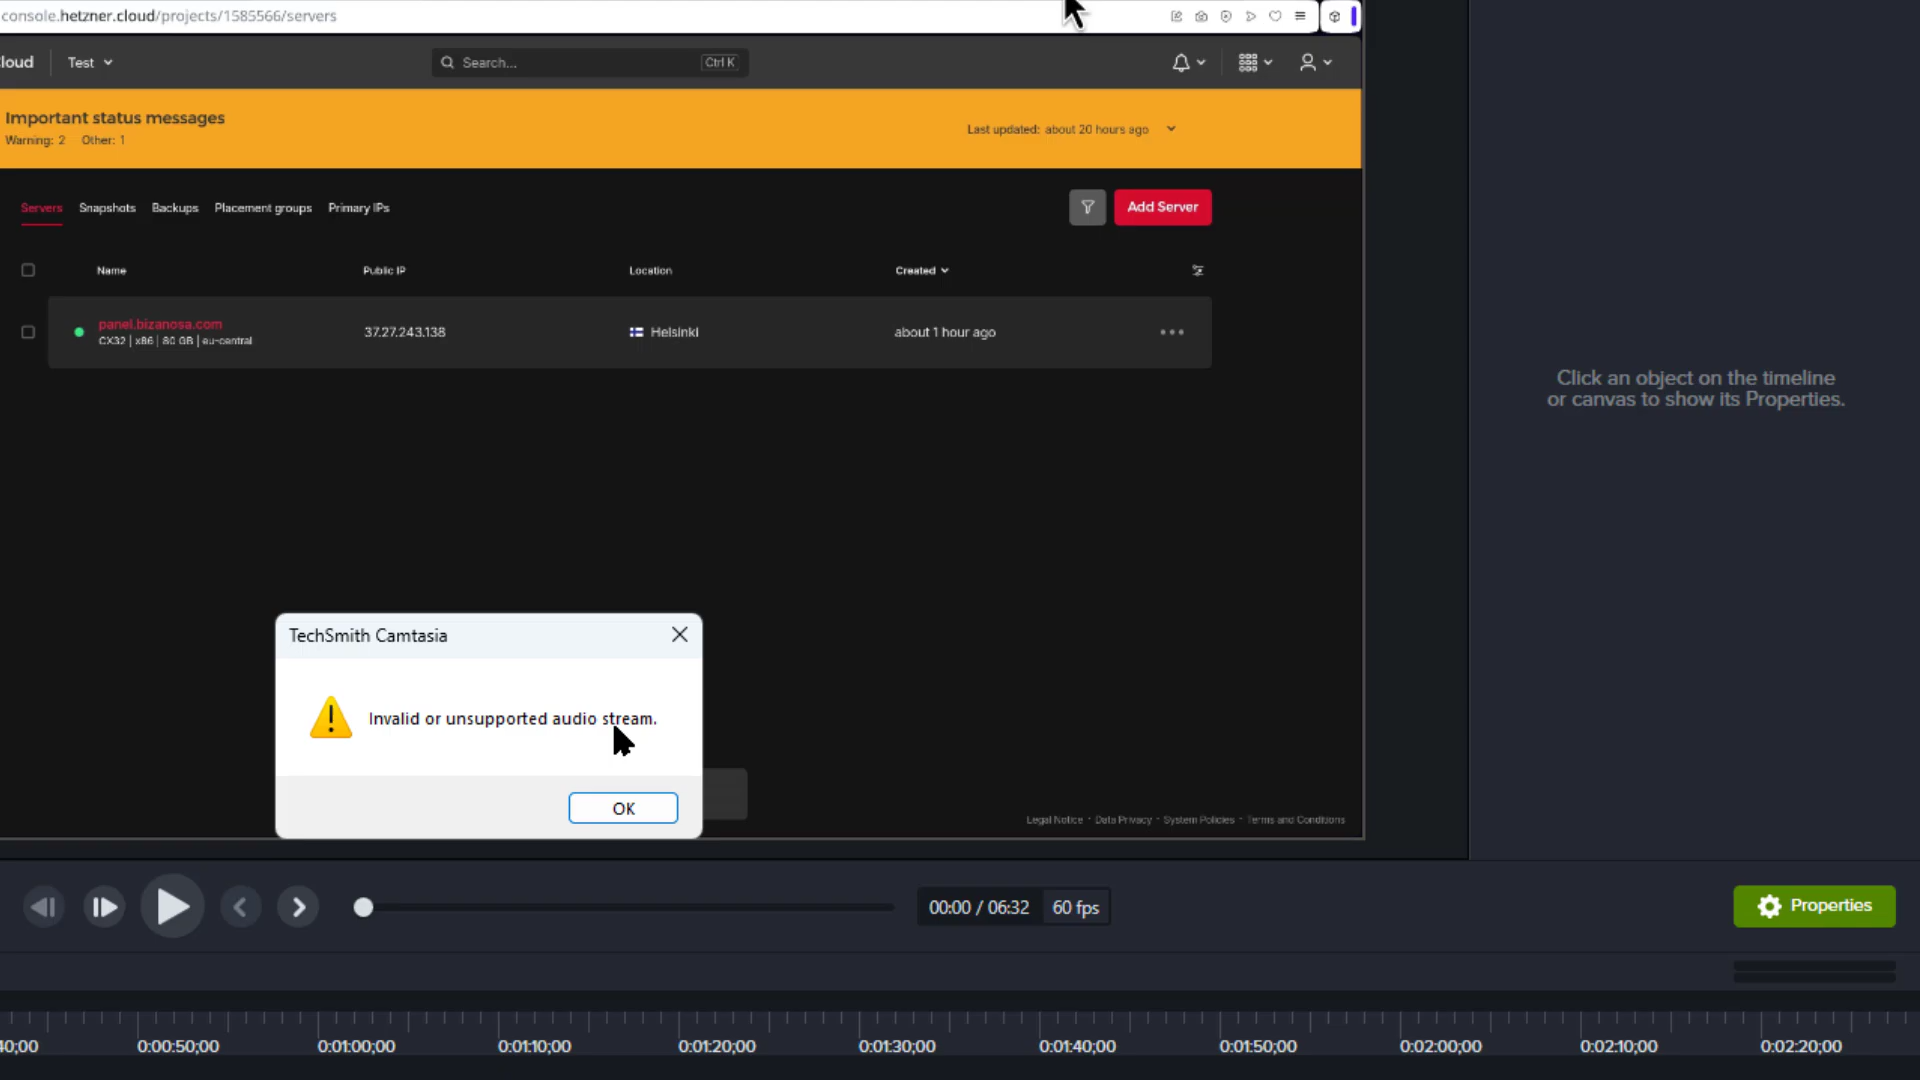 console.hetzner.cloud/projects/1585566/servers
loud
Test
Search...
Ctrl K
Important status messages
Warning: 2 Other: 1
Last updated: about 20 hours ago
Servers
Snapshots
Backups
Placement groups
Primary IPs
Add Server
Name
Public IP
Location
Created
panel.bizanosa.com
CX32 | x86 | 80 GB | eu-central
37.27.243.138
Helsinki
about 1 hour ago
Click an object on the timeline
or canvas to show its Properties.
TechSmith Camtasia
Invalid or unsupported audio stream.
OK
Legal Notice · Data Privacy · System Policies · Terms and Conditions
00:00 / 06:32
60 fps
Properties
40;00
0:00:50;00
0:01:00;00
0:01:10;00
0:01:20;00
0:01:30;00
0:01:40;00
0:01:50;00
0:02:00;00
0:02:10;00
0:02:20;00